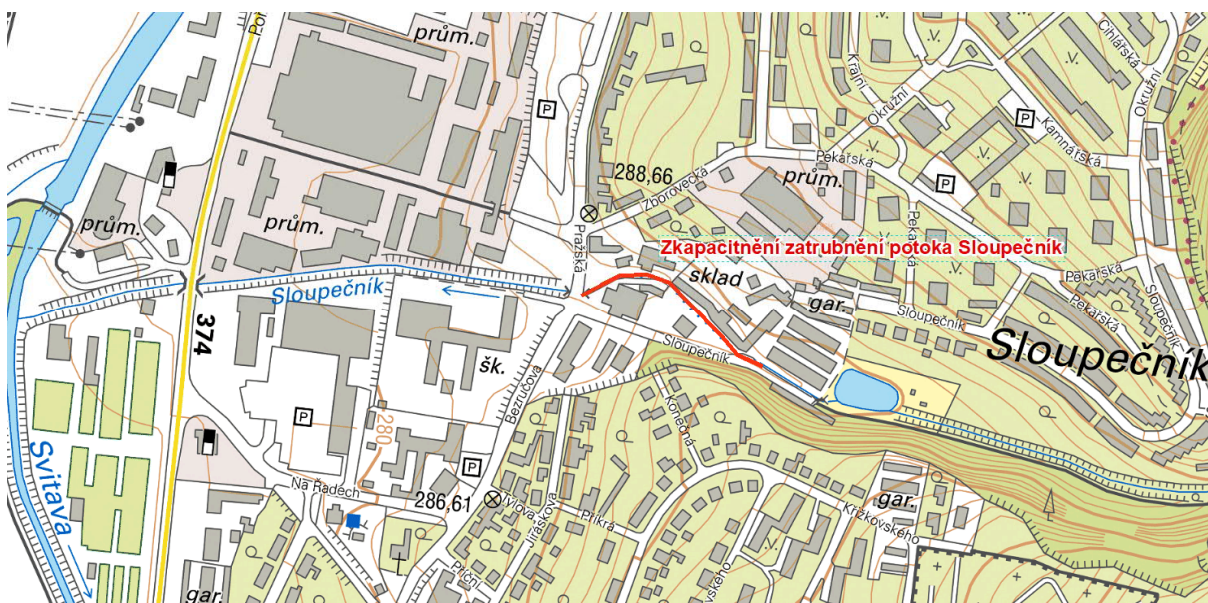 prům.
Cihlářská
Krajní
Okružní
Okružní
P
P
Kamnářská
Pekařská
288,66
prům.
P
Zborovecká
prům.
prům.
Pražská
Pekařská
Zkapacitnění zatrubnění potoka Sloupečník
sklad
Pekařská
Sloupečník
gar.
Sloupečník
Pekařská
Sloupečník
374
Sloupečník
Sloupečník
šk.
Bezručova
280
P
Konečná
Svitava
P
Na Řadech
286,61
Jiráskova
Příkrá
gar.
Křížkovského
Příční
gar.